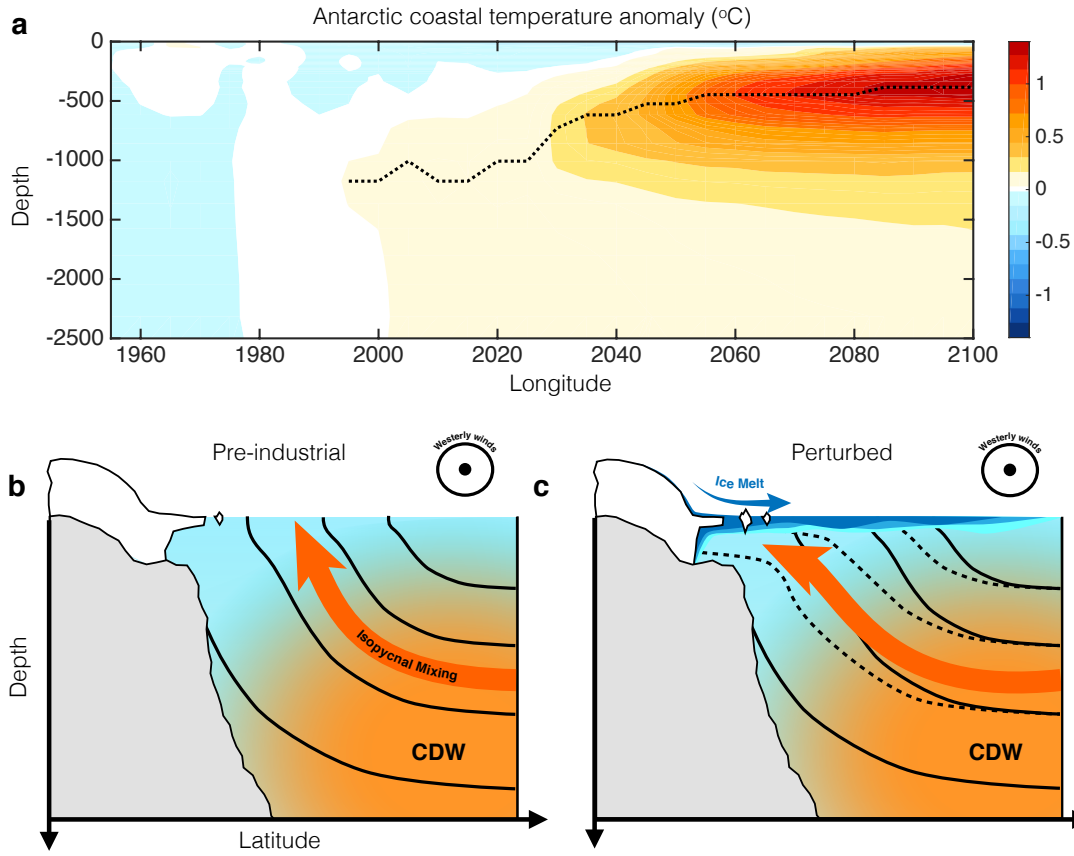 a
Antarctic coastal temperature anomaly (°C)
0
-500
-1000
-1500
-2000
-2500
Depth
1960
1980
2000
2020
2040
2060
2080
2100
Longitude
1
0.5
0
-0.5
-1
b
Pre-industrial
Westerly winds
Isopycnal Mixing
CDW
Depth
Latitude
c
Perturbed
Westerly winds
Ice Melt
CDW